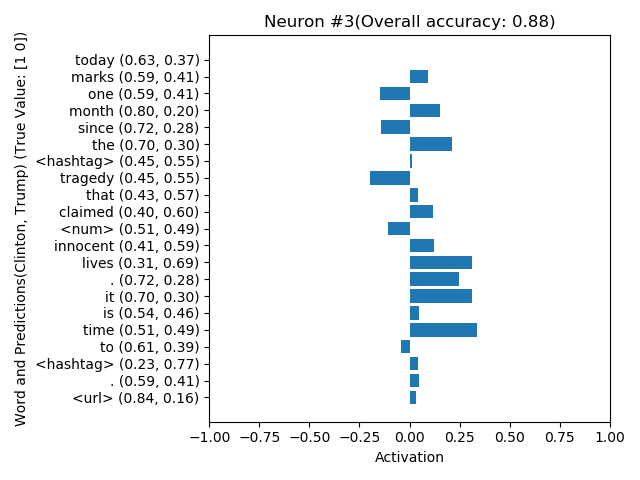 Neuron #3(Overall accuracy: 0.88)
Word and Predictions(Clinton, Trump) (True Value: [1 0])
today (0.63, 0.37)
marks (0.59, 0.41)
one (0.59, 0.41)
month (0.80, 0.20)
since (0.72, 0.28)
the (0.70, 0.30)
<hashtag> (0.45, 0.55)
tragedy (0.45, 0.55)
that (0.43, 0.57)
claimed (0.40, 0.60)
<num> (0.51, 0.49)
innocent (0.41, 0.59)
lives (0.31, 0.69)
. (0.72, 0.28)
it (0.70, 0.30)
is (0.54, 0.46)
time (0.51, 0.49)
to (0.61, 0.39)
<hashtag> (0.23, 0.77)
. (0.59, 0.41)
<url> (0.84, 0.16)
−1.00 −0.75 −0.50 −0.25 0.00 0.25 0.50 0.75 1.00
Activation